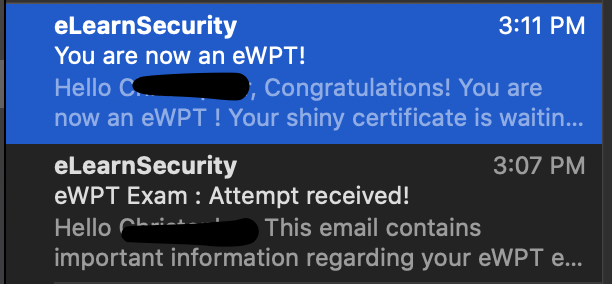 eLearnSecurity 3:11 PM
You are now an eWPT!
Hello , Congratulations! You are
now an eWPT ! Your shiny certificate is waitin...
eLearnSecurity 3:07 PM
eWPT Exam : Attempt received!
Hello This email contains
important information regarding your eWPT e...